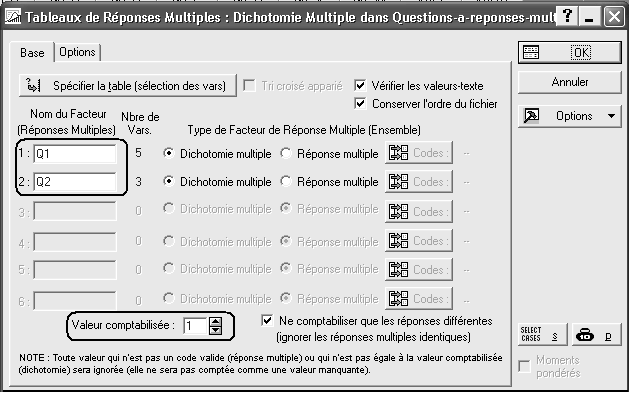 Tableaux de Réponses Multiples : Dichotomie Multiple dans Questions-a-reponses-mult
? _ ×
Base Options
Spécifier la table (sélection des vars) Tri croisé apparié Vérifier les valeurs-texte
Conserver l'ordre du fichier
OK
Annuler
Options
Nom du Facteur (Réponses Multiples) Nbre de Vars. Type de Facteur de Réponse Multiple (Ensemble)
1 : Q1 5 Dichotomie multiple Réponse multiple Codes : --
2 : Q2 3 Dichotomie multiple Réponse multiple Codes : --
3 : 0 Dichotomie multiple Réponse multiple Codes : --
4 : 0 Dichotomie multiple Réponse multiple Codes : --
5 : 0 Dichotomie multiple Réponse multiple Codes : --
6 : 0 Dichotomie multiple Réponse multiple Codes : --
Valeur comptabilisée : 1 Ne comptabiliser que les réponses différentes
(ignorer les réponses multiples identiques)
SELECT CASES S D
Moments pondérés
NOTE : Toute valeur qui n'est pas un code valide (réponse multiple) ou qui n'est pas égale à la valeur comptabilisée
(dichotomie) sera ignorée (elle ne sera pas comptée comme une valeur manquante).